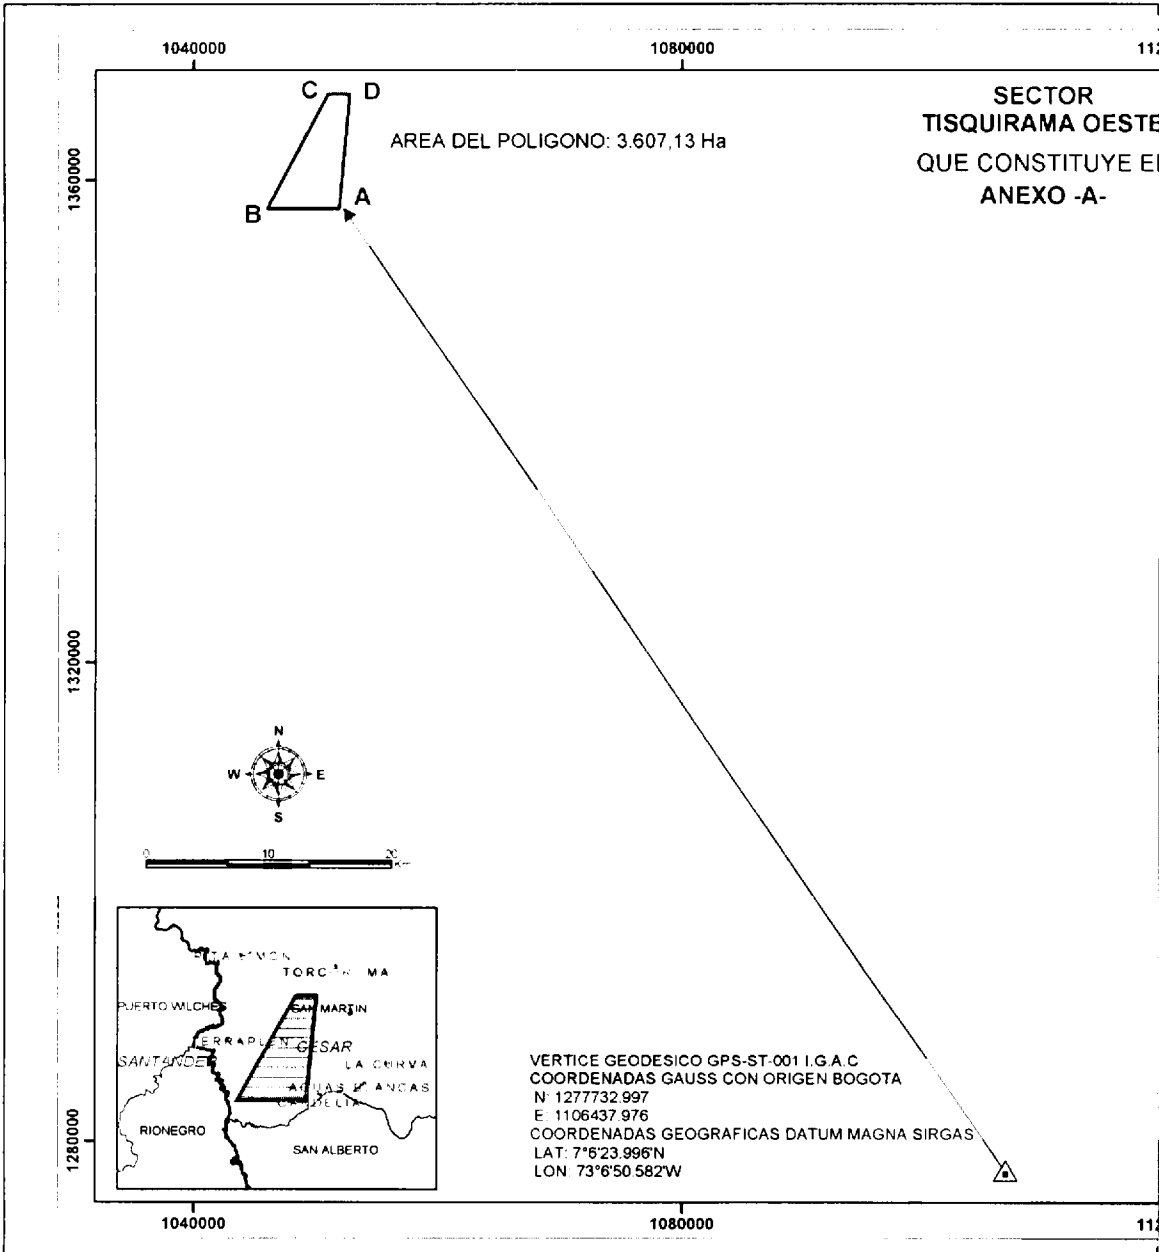 1040000
1080000
C
D
AREA DEL POLIGONO: 3.607,13 Ha
SECTOR
TISQUIRAMA OESTE
QUE CONSTITUYE EL
ANEXO -A-
1360000
B
A
1320000
N
W
E
S
0
10
20
Km
TORC
MA
PUERTO WILCHES
SAN MARTIN
SANTANDER
CESAR
LA CURVA
RIONEGRO
SAN ALBERTO
VERTICE GEODESICO GPS-ST-001 I.G.A.C
COORDENADAS GAUSS CON ORIGEN BOGOTA
N: 1277732.997
E: 1106437.976
COORDENADAS GEOGRAFICAS DATUM MAGNA SIRGAS
LAT: 7°6'23.996"N
LON: 73°6'50.582"W
1280000
1040000
1080000